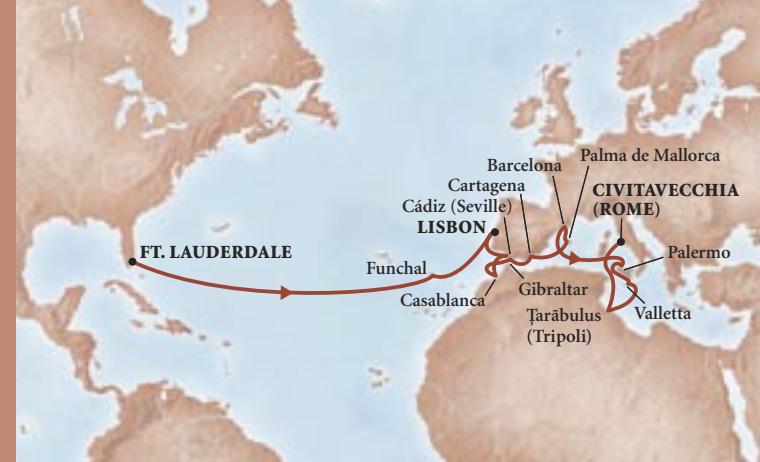 Barcelona
Palma de Mallorca
Cartagena
CIVITAVECCHIA
(ROME)
Cádiz (Seville)
LISBON
FT. LAUDERDALE
Palermo
Funchal
Gibraltar
Casablanca
Ţarābulus
(Tripoli)
Valletta